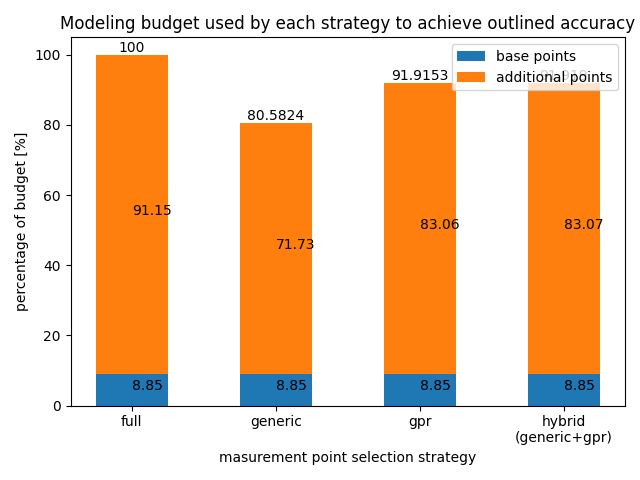 Modeling budget used by each strategy to achieve outlined accuracy
100
80
60
40
20
0
percentage of budget [%]
base points
additional points
100
80.5824
91.9153
91.15
71.73
83.06
83.07
8.85
8.85
8.85
8.85
full
generic
gpr
hybrid
(generic+gpr)
masurement point selection strategy